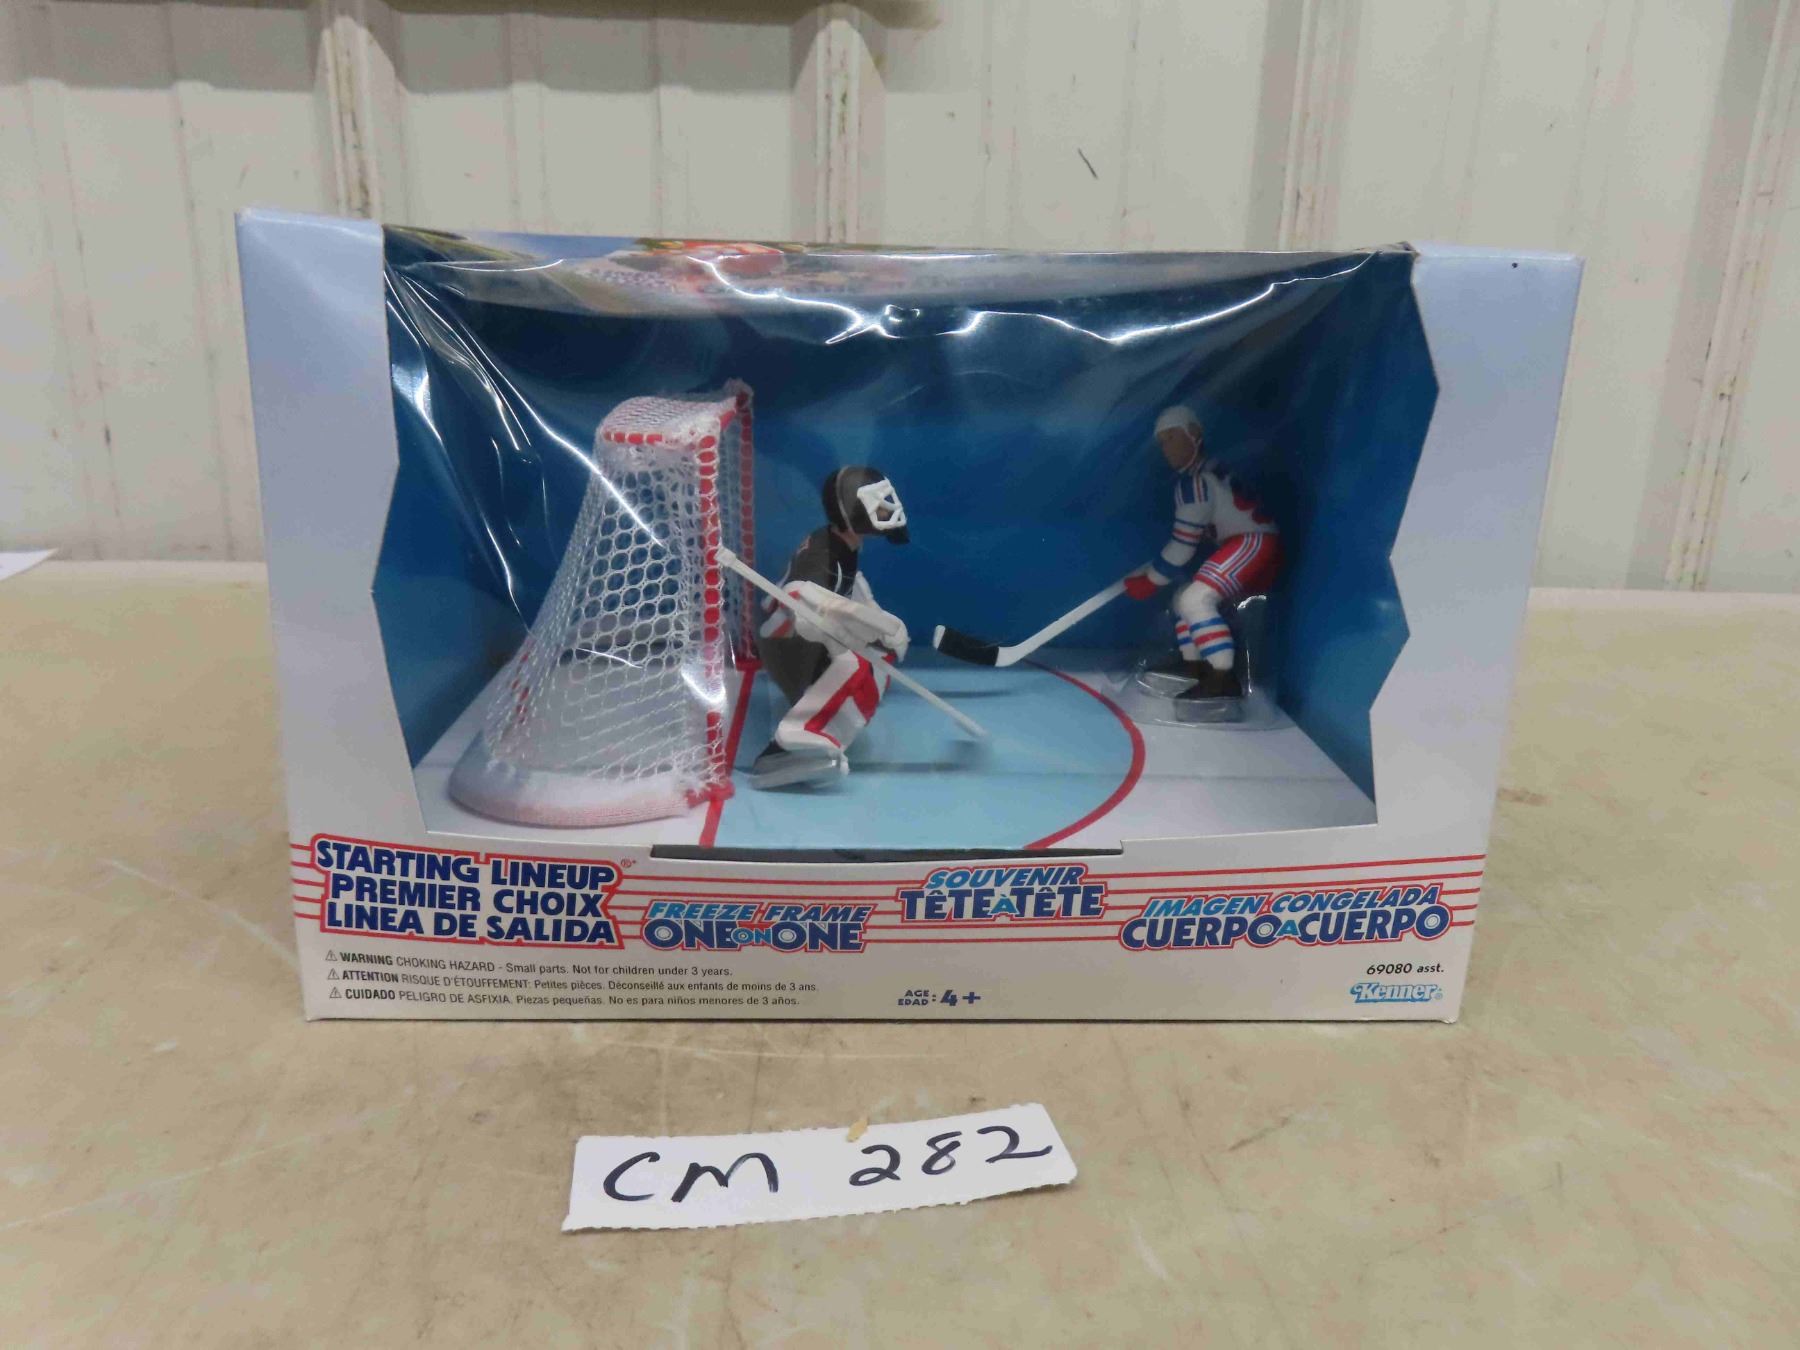 STARTING LINEUP ®*
PREMIER CHOIX
LINEA DE SALIDA
FREEZE FRAME
ONE ON ONE
SOUVENIR
TÊTE À TÊTE
IMAGEN CONGELADA
CUERPO A CUERPO
⚠ WARNING CHOKING HAZARD - Small parts. Not for children under 3 years.
⚠ ATTENTION RISQUE D'ÉTOUFFEMENT: Petites pièces. Déconseillé aux enfants de moins de 3 ans.
⚠ CUIDADO PELIGRO DE ASFIXIA. Piezas pequeñas. No es para niños menores de 3 años.
AGE
EDAD : 4+
69080 asst.
Kenner®
CM 282